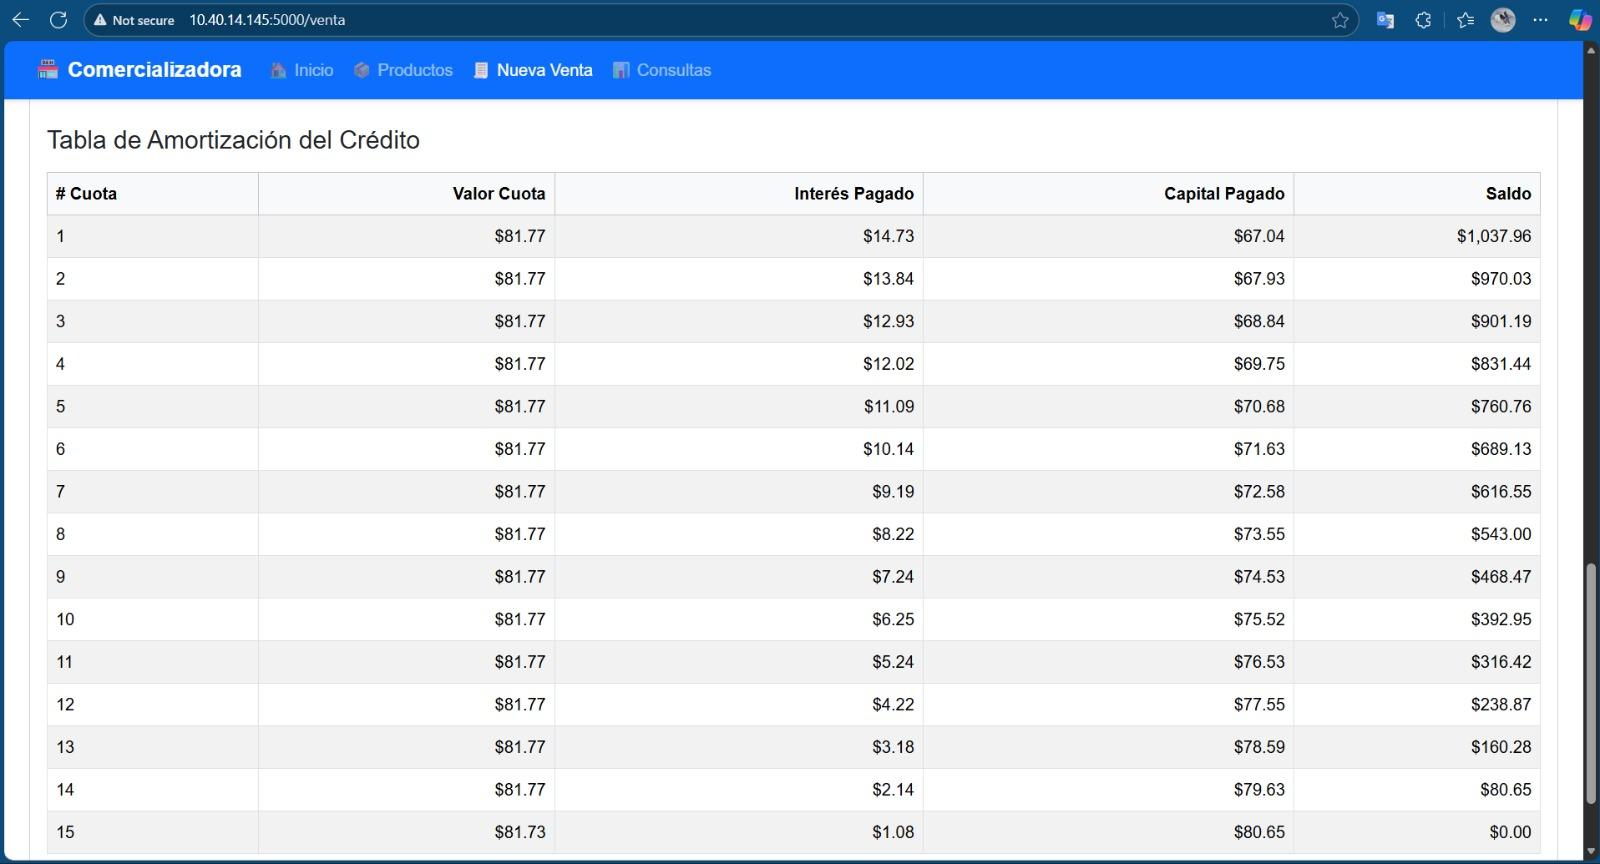 Not secure 10.40.14.145:5000/venta
Comercializadora Inicio Productos Nueva Venta Consultas
Tabla de Amortización del Crédito
# Cuota Valor Cuota Interés Pagado Capital Pagado Saldo
1 $81.77 $14.73 $67.04 $1,037.96
2 $81.77 $13.84 $67.93 $970.03
3 $81.77 $12.93 $68.84 $901.19
4 $81.77 $12.02 $69.75 $831.44
5 $81.77 $11.09 $70.68 $760.76
6 $81.77 $10.14 $71.63 $689.13
7 $81.77 $9.19 $72.58 $616.55
8 $81.77 $8.22 $73.55 $543.00
9 $81.77 $7.24 $74.53 $468.47
10 $81.77 $6.25 $75.52 $392.95
11 $81.77 $5.24 $76.53 $316.42
12 $81.77 $4.22 $77.55 $238.87
13 $81.77 $3.18 $78.59 $160.28
14 $81.77 $2.14 $79.63 $80.65
15 $81.73 $1.08 $80.65 $0.00